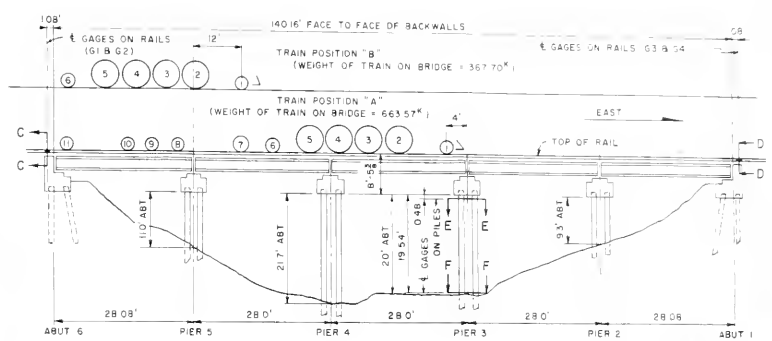 1.08'
140.16' FACE TO FACE OF BACKWALLS
.08
℄ GAGES ON RAILS
(G1 & G2)
12'
TRAIN POSITION "B"
(WEIGHT OF TRAIN ON BRIDGE = 367.70ᴷ)
℄ GAGES ON RAILS G3 & G4
6 5 4 3 2 1
TRAIN POSITION "A"
(WEIGHT OF TRAIN ON BRIDGE = 663.57ᴷ)
EAST
4'
C
11 10 9 8 7 6 5 4 3 2 1
TOP OF RAIL
D
C
D
8'-5
11.0' ABT
21.7' ABT
20' ABT
19.54'
0.48
℄ GAGES
ON PILES
E E
F F
9.3' ABT
28.08' 28.0' 28.0' 28.0' 28.08
ABUT 6 PIER 5 PIER 4 PIER 3 PIER 2 ABUT 1